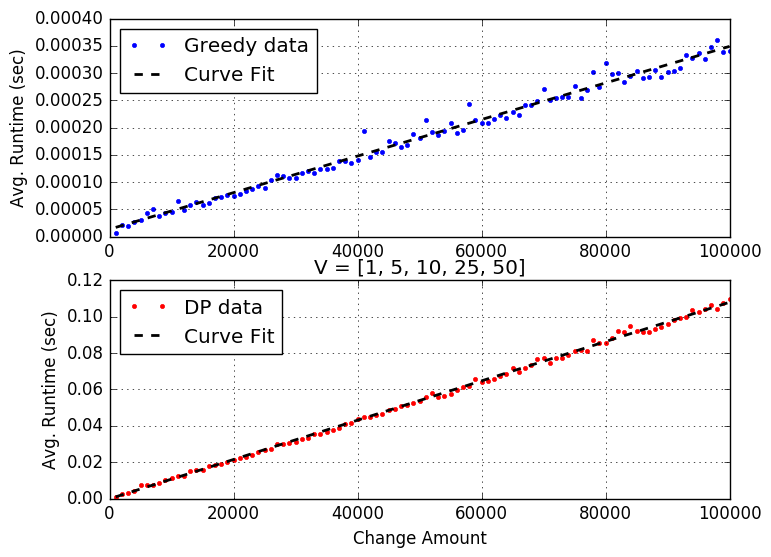 0.00040
0.00035
0.00030
0.00025
0.00020
0.00015
0.00010
0.00005
0.00000
Avg. Runtime (sec)
Greedy data
Curve Fit
0 20000 40000 60000 80000 100000
V = [1, 5, 10, 25, 50]
0.12
0.10
0.08
0.06
0.04
0.02
0.00
Avg. Runtime (sec)
DP data
Curve Fit
0 20000 40000 60000 80000 100000
Change Amount